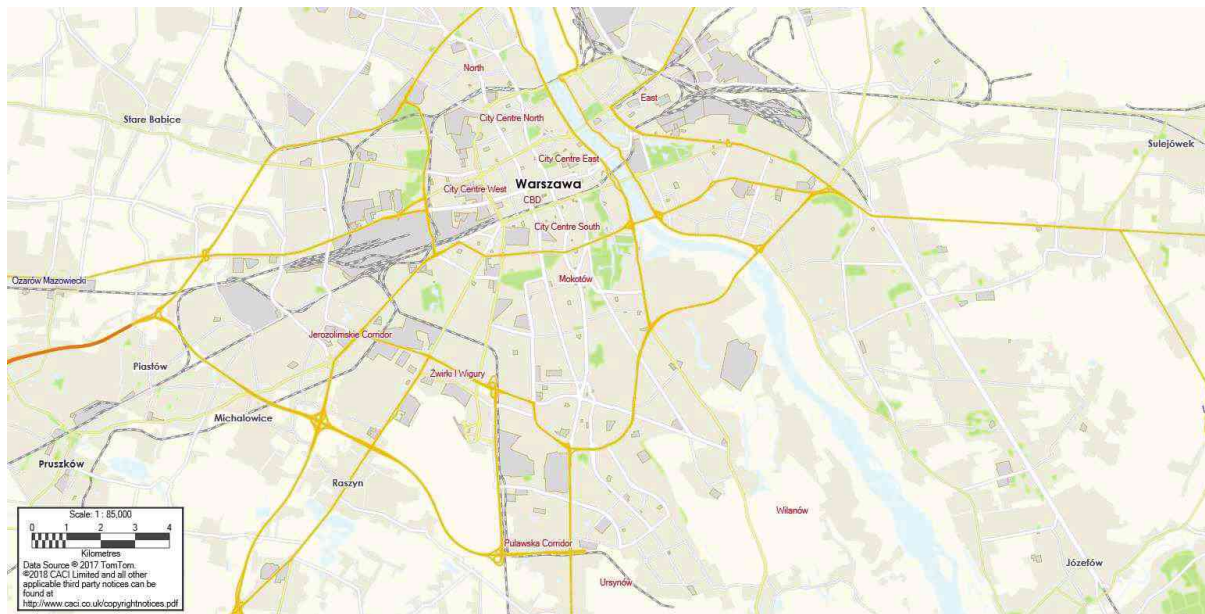 North
East
Stare Babice
City Centre North
Sulejówek
City Centre East
Warszawa
City Centre West
CBD
City Centre South
Mokotów
Ożarów Mazowiecki
Jerozolimskie Corridor
Piastów
Żwirki I Wigury
Michalowice
Pruszków
Raszyn
Wilanów
Pulawska Corridor
Ursynów
Józefów
Scale: 1 : 85,000
0 1 2 3 4
Kilometres
Data Source © 2017 TomTom.
©2018 CACI Limited and all other
applicable third party notices can be
found at
http://www.caci.co.uk/copyrightnotices.pdf